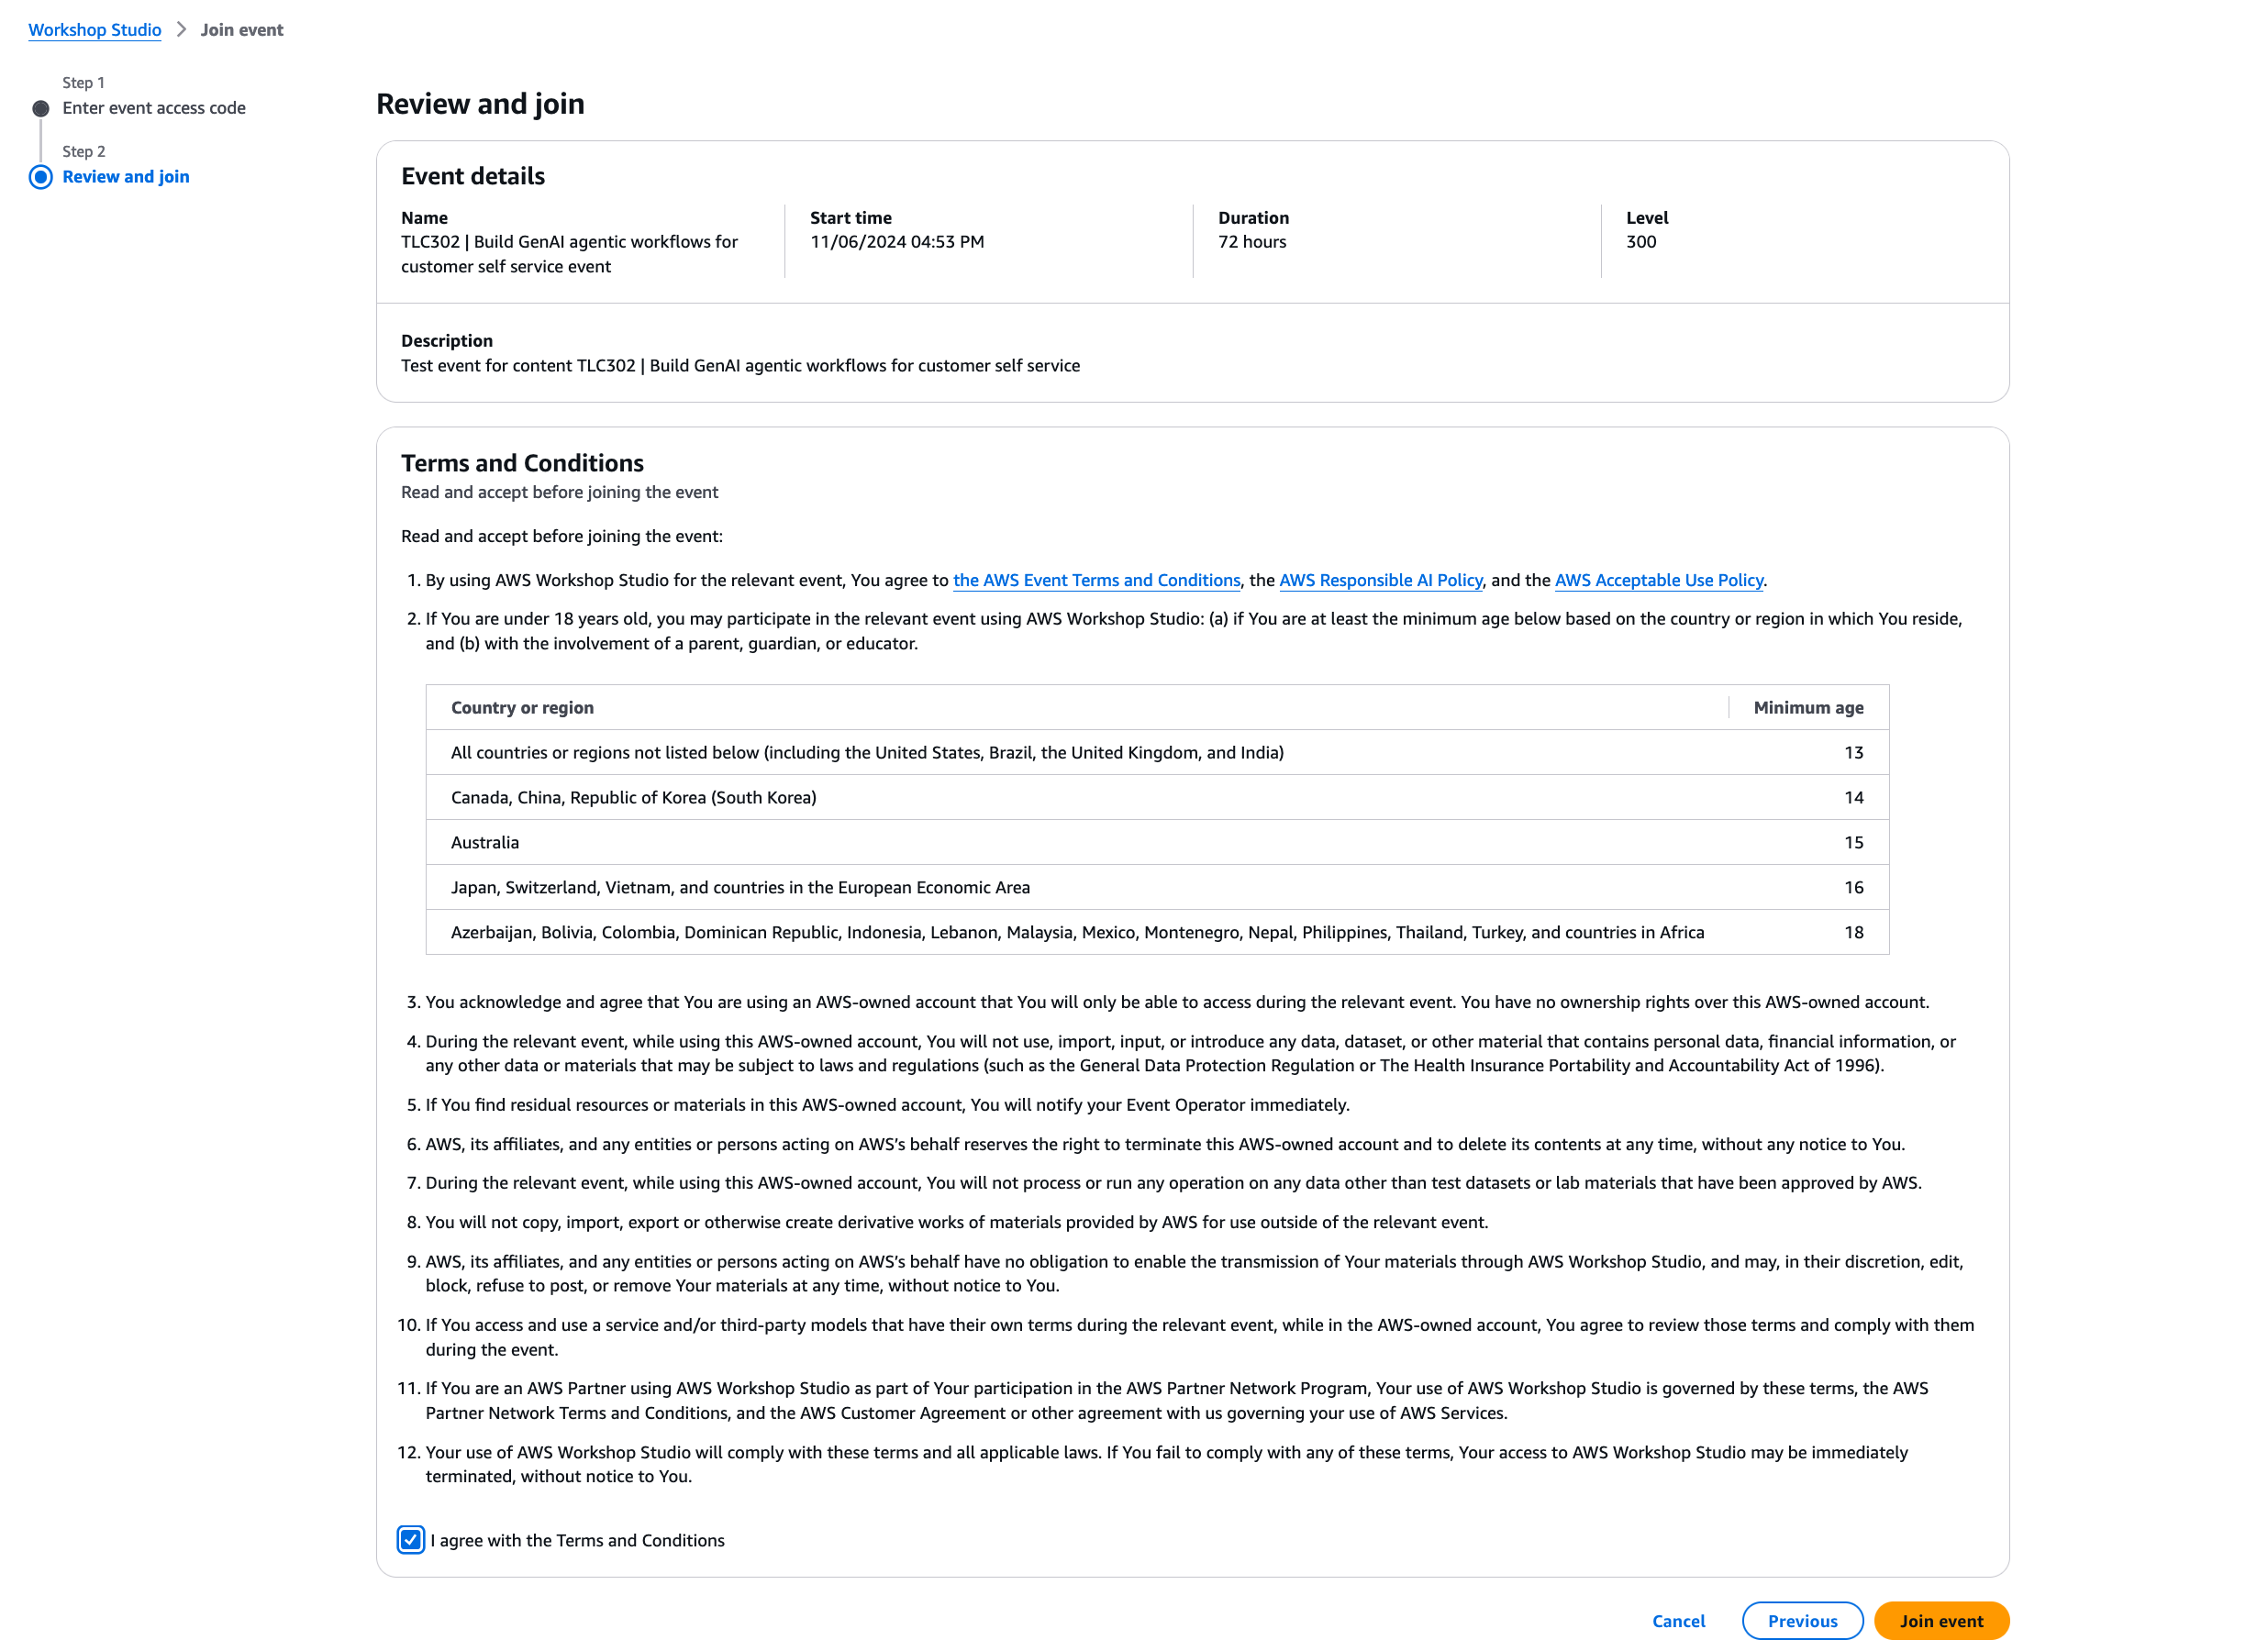 Workshop Studio > Join event
Step 1
Enter event access code
Step 2
Review and join
Review and join
Event details
Name
TLC302 | Build GenAI agentic workflows for
customer self service event
Start time
11/06/2024 04:53 PM
Duration
72 hours
Level
300
Description
Test event for content TLC302 | Build GenAI agentic workflows for customer self service
Terms and Conditions
Read and accept before joining the event
Read and accept before joining the event:
1. By using AWS Workshop Studio for the relevant event, You agree to the AWS Event Terms and Conditions, the AWS Responsible AI Policy, and the AWS Acceptable Use Policy.
2. If You are under 18 years old, you may participate in the relevant event using AWS Workshop Studio: (a) if You are at least the minimum age below based on the country or region in which You reside,
and (b) with the involvement of a parent, guardian, or educator.
Country or region Minimum age
All countries or regions not listed below (including the United States, Brazil, the United Kingdom, and India) 13
Canada, China, Republic of Korea (South Korea) 14
Australia 15
Japan, Switzerland, Vietnam, and countries in the European Economic Area 16
Azerbaijan, Bolivia, Colombia, Dominican Republic, Indonesia, Lebanon, Malaysia, Mexico, Montenegro, Nepal, Philippines, Thailand, Turkey, and countries in Africa 18
3. You acknowledge and agree that You are using an AWS-owned account that You will only be able to access during the relevant event. You have no ownership rights over this AWS-owned account.
4. During the relevant event, while using this AWS-owned account, You will not use, import, input, or introduce any data, dataset, or other material that contains personal data, financial information, or
any other data or materials that may be subject to laws and regulations (such as the General Data Protection Regulation or The Health Insurance Portability and Accountability Act of 1996).
5. If You find residual resources or materials in this AWS-owned account, You will notify your Event Operator immediately.
6. AWS, its affiliates, and any entities or persons acting on AWS’s behalf reserves the right to terminate this AWS-owned account and to delete its contents at any time, without any notice to You.
7. During the relevant event, while using this AWS-owned account, You will not process or run any operation on any data other than test datasets or lab materials that have been approved by AWS.
8. You will not copy, import, export or otherwise create derivative works of materials provided by AWS for use outside of the relevant event.
9. AWS, its affiliates, and any entities or persons acting on AWS’s behalf have no obligation to enable the transmission of Your materials through AWS Workshop Studio, and may, in their discretion, edit,
block, refuse to post, or remove Your materials at any time, without notice to You.
10. If You access and use a service and/or third-party models that have their own terms during the relevant event, while in the AWS-owned account, You agree to review those terms and comply with them
during the event.
11. If You are an AWS Partner using AWS Workshop Studio as part of Your participation in the AWS Partner Network Program, Your use of AWS Workshop Studio is governed by these terms, the AWS
Partner Network Terms and Conditions, and the AWS Customer Agreement or other agreement with us governing your use of AWS Services.
12. Your use of AWS Workshop Studio will comply with these terms and all applicable laws. If You fail to comply with any of these terms, Your access to AWS Workshop Studio may be immediately
terminated, without notice to You.
I agree with the Terms and Conditions
Cancel Previous Join event